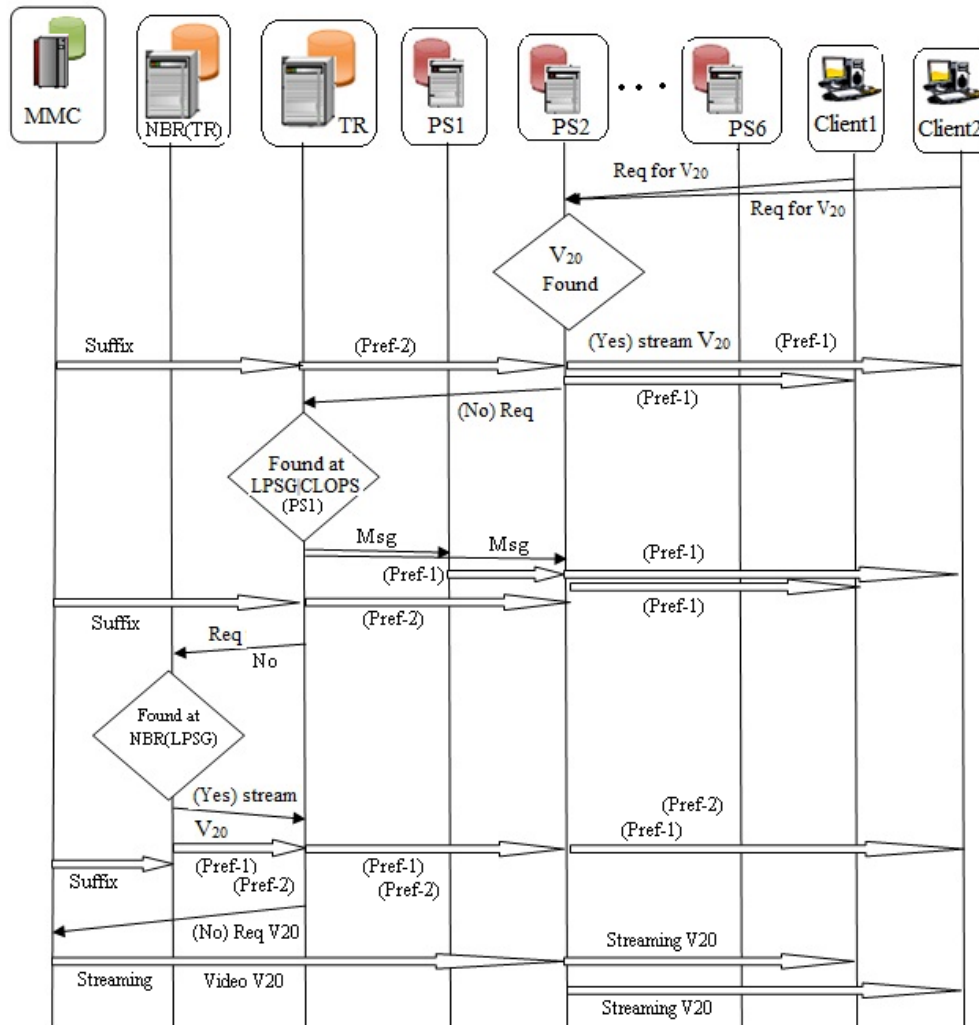 MMC
NBR(TR)
TR
PS1
PS2
...
PS6
Client1
Client2
Req for V20
Req for V20
V20
Found
Suffix
(Pref-2)
(Yes) stream V20
(Pref-1)
(Pref-1)
(No) Req
Found at
LPSG|CLOPS
(PS1)
Msg
Msg
(Pref-1)
(Pref-1)
(Pref-1)
Suffix
(Pref-2)
Req
No
Found at
NBR(LPSG)
(Yes) stream
V20
(Pref-2)
(Pref-1)
Suffix
(Pref-1)
(Pref-2)
(Pref-1)
(Pref-2)
(No) Req V20
Streaming V20
Streaming Video V20
Streaming V20